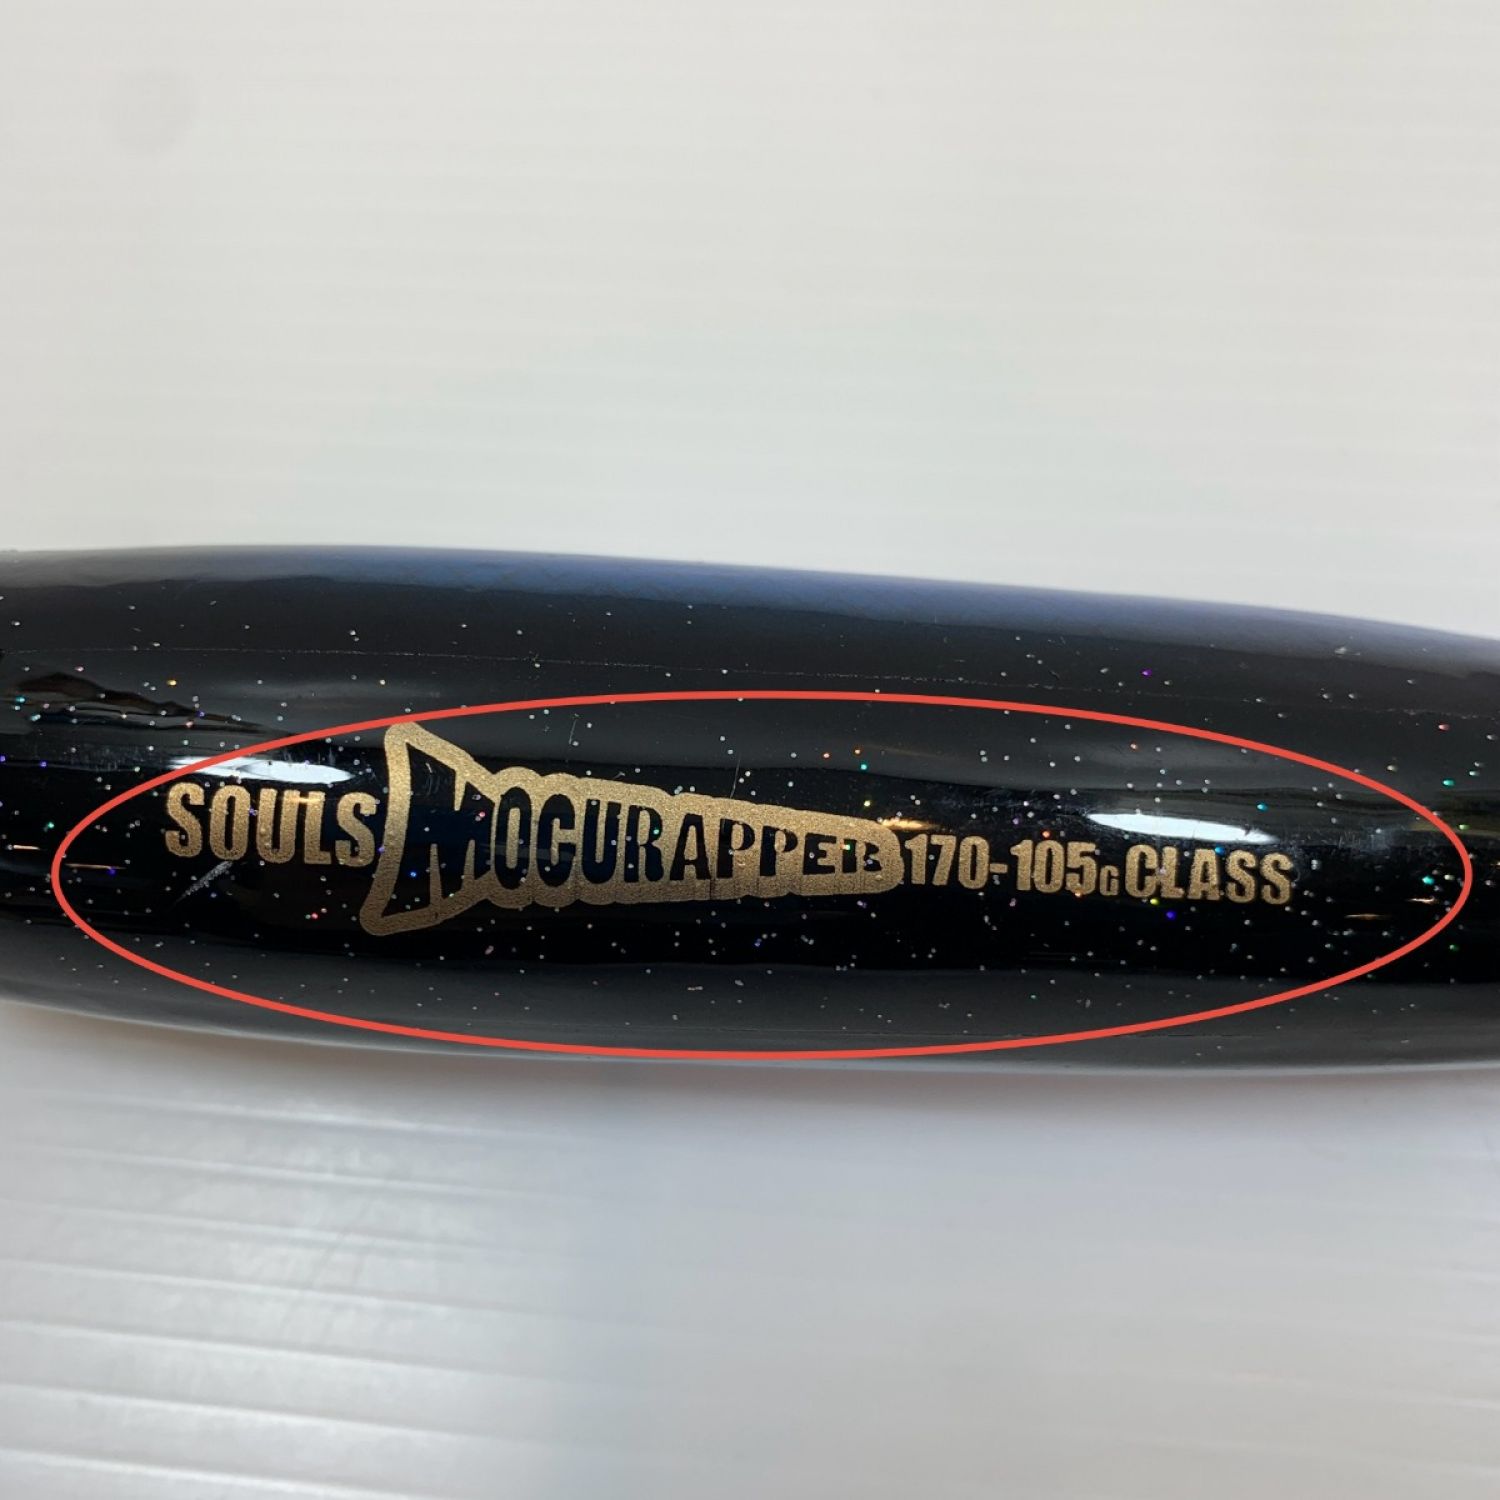 SOULS MOCURAPPER 170-105G CLASS